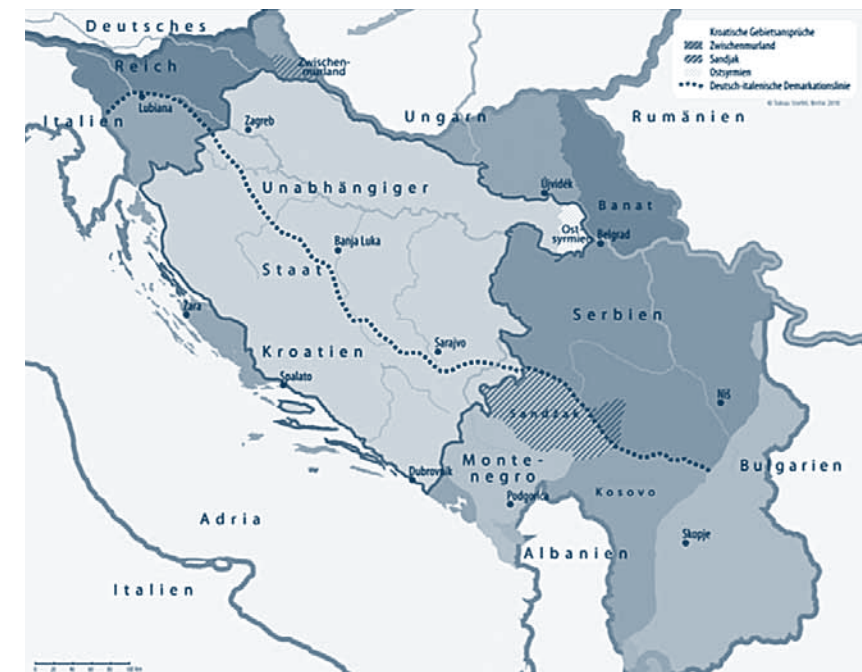 Deutsches
Reich
Zwischen-
murland
Kroatische Gebietsansprüche
Zwischenmurland
Sandjak
Ostsyrmien
Deutsch-italienische Demarkationslinie
Italien
Lubiana
Zagreb
Ungarn
Rumänien
Unabhängiger
Újvidék
Banat
Ost-
syrmien
Belgrad
Banja Luka
Staat
Zara
Serbien
Kroatien
Sarajvo
Spalato
Sandžak
Niš
Monte-
negro
Bulgarien
Dubrovnik
Podgorica
Kosovo
Adria
Skopje
Albanien
Italien